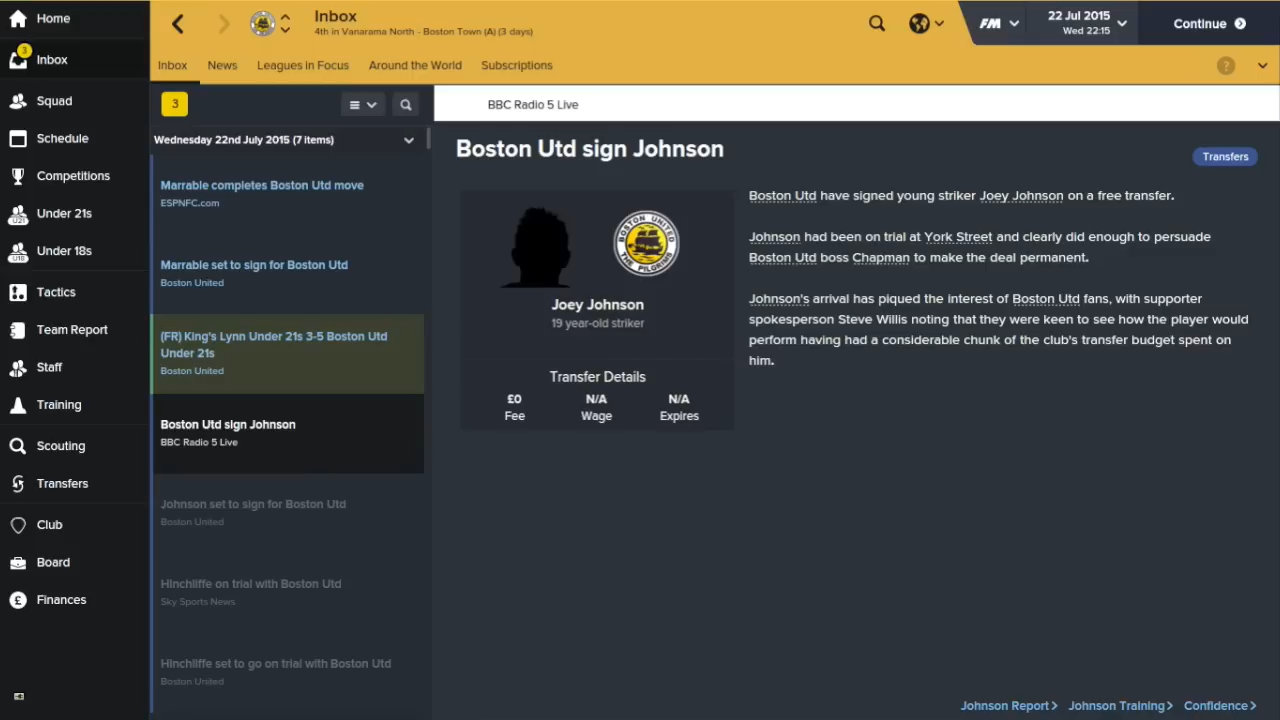 Home
3
Inbox
Squad
Schedule
Competitions
U21
Under 21s
U18
Under 18s
Tactics
Team Report
Staff
Training
Scouting
Transfers
Club
Board
£
Finances
Inbox
4th in Vanarama North - Boston Town (A) (3 days)
FM
22 Jul 2015
Wed 22:15
Continue
Inbox News Leagues in Focus Around the World Subscriptions
?
3
Wednesday 22nd July 2015 (7 items)
Marrable completes Boston Utd move
ESPNFC.com
Marrable set to sign for Boston Utd
Boston United
(FR) King's Lynn Under 21s 3-5 Boston Utd
Under 21s
Boston United
Boston Utd sign Johnson
BBC Radio 5 Live
Johnson set to sign for Boston Utd
Boston United
Hinchliffe on trial with Boston Utd
Sky Sports News
Hinchliffe set to go on trial with Boston Utd
Boston United
BBC Radio 5 Live
Boston Utd sign Johnson
Transfers
BOSTON UNITED
THE PILGRIMS
Joey Johnson
19 year-old striker
Transfer Details
£0 N/A N/A
Fee Wage Expires
Boston Utd have signed young striker Joey Johnson on a free transfer.
Johnson had been on trial at York Street and clearly did enough to persuade
Boston Utd boss Chapman to make the deal permanent.
Johnson's arrival has piqued the interest of Boston Utd fans, with supporter
spokesperson Steve Willis noting that they were keen to see how the player would
perform having had a considerable chunk of the club's transfer budget spent on
him.
Johnson Report Johnson Training Confidence